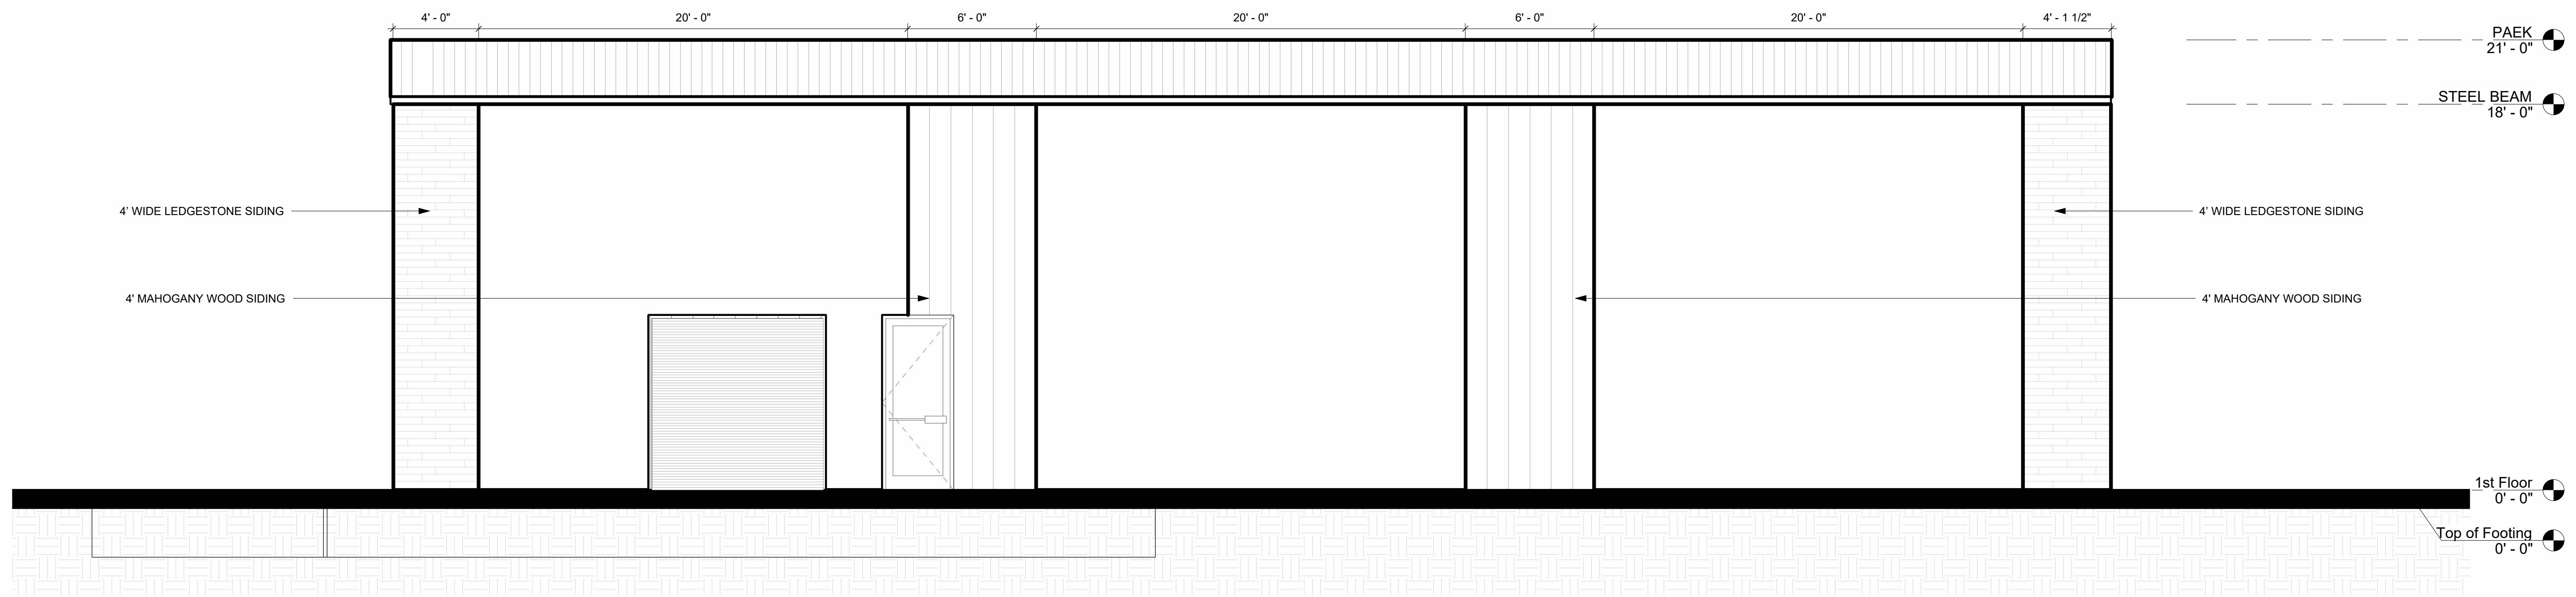 4' - 0"
20' - 0"
6' - 0"
20' - 0"
6' - 0"
20' - 0"
4' - 1 1/2"
PAEK
21' - 0"
STEEL BEAM
18' - 0"
4' WIDE LEDGESTONE SIDING
4' WIDE LEDGESTONE SIDING
4' MAHOGANY WOOD SIDING
4' MAHOGANY WOOD SIDING
1st Floor
0' - 0"
Top of Footing
0' - 0"